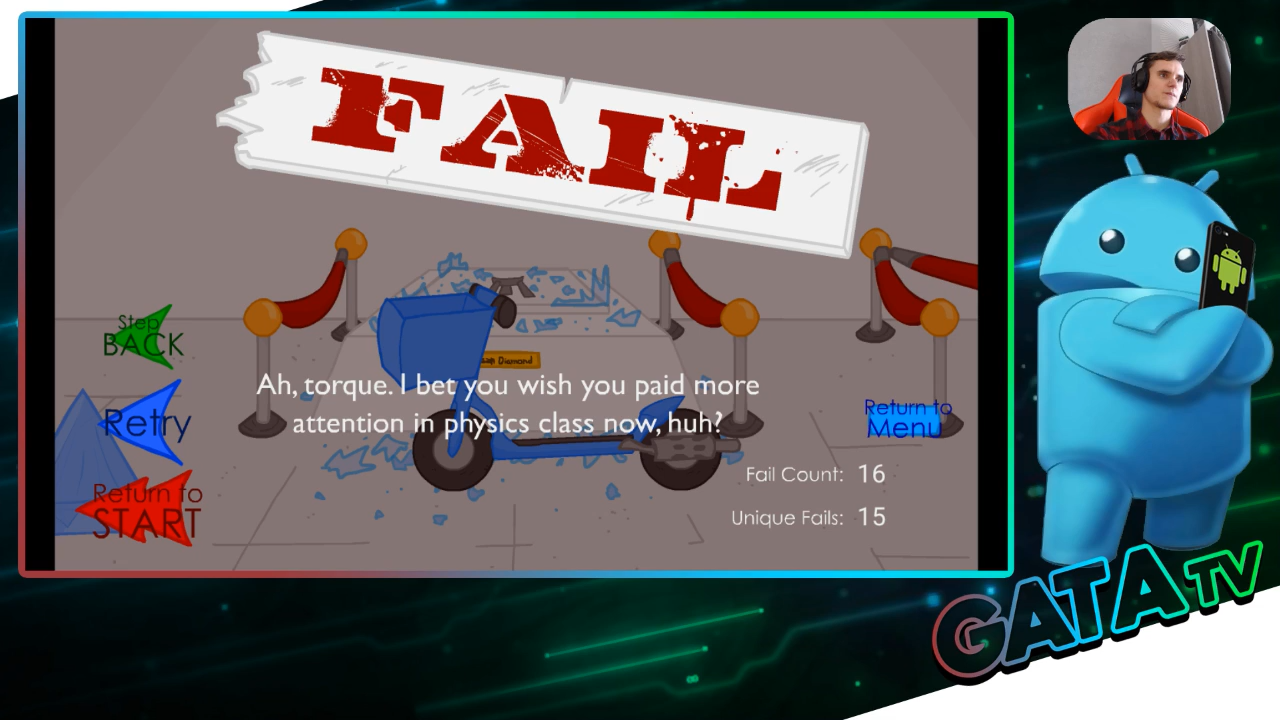 FAIL
Ah, torque. I bet you wish you paid more
attention in physics class now, huh?
Step
BACK
Retry
Return to
START
Return to
Menu
Fail Count: 16
Unique Fails: 15
Diamond
GATA TV